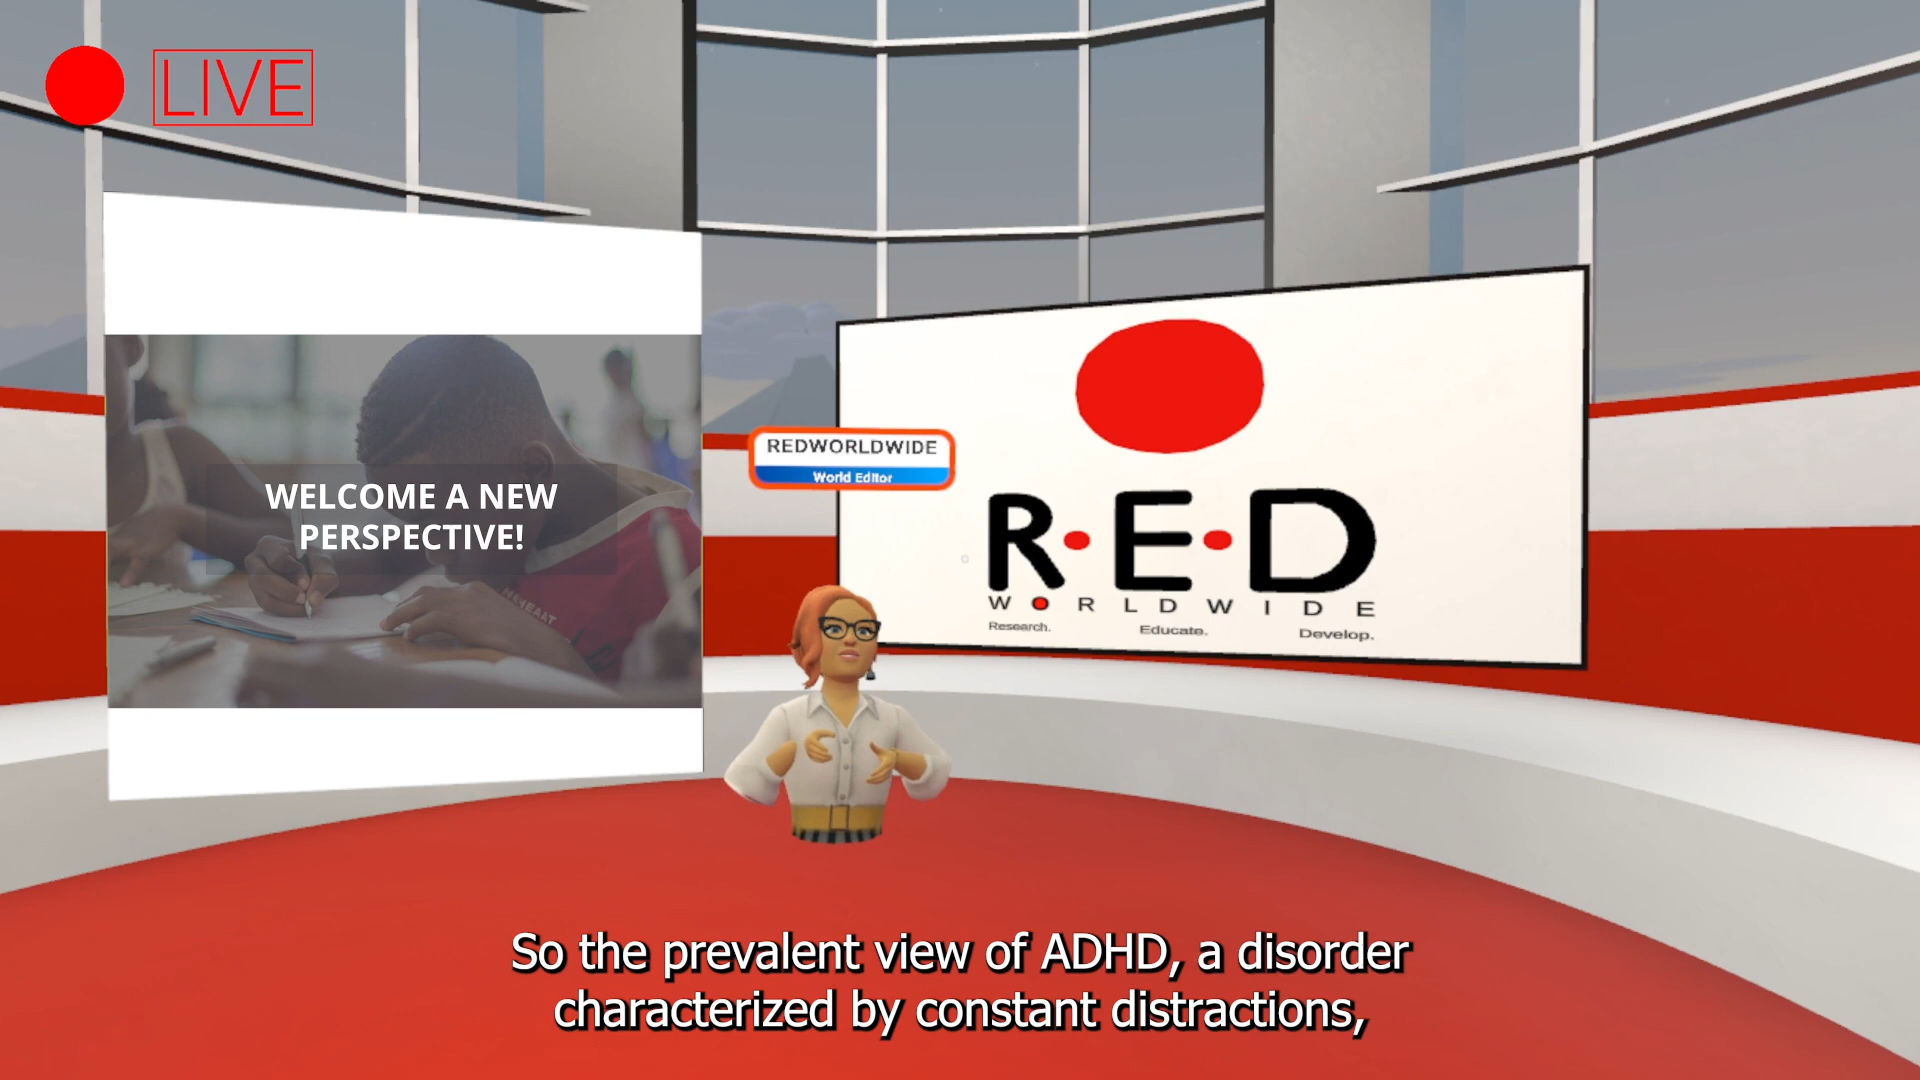 LIVE
WELCOME A NEW
PERSPECTIVE!
REDWORLDWIDE
World Editor
R•E•D
WORLDWIDE
Research. Educate. Develop.
So the prevalent view of ADHD, a disorder
characterized by constant distractions,